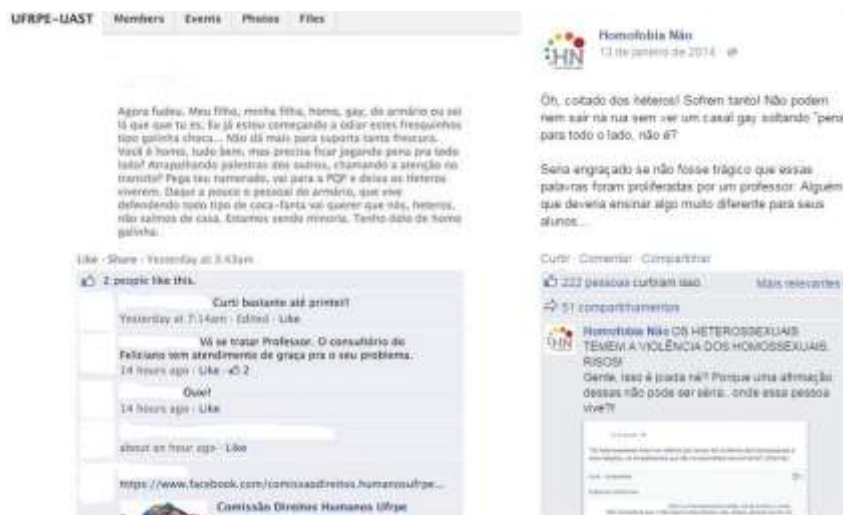 UFRPE-UAST Members Events Photos Files
Agora fudeu. Meu filho, minha filha, homo, gay, do armário ou sei
lá que que tu es. Eu já estou começando a odiar estes fresquinhos
tipo galinha choca... Não dá mais para suporta tanta frescura.
Você é homo, tudo bem, mas precisa ficar jogando pena pra todo
lado? Atrapalhando palestras dos outros, chamando a atenção no
transito? Pega teu namorado, vai para a PQP e deixa os Heteros
viverem. Daqui a pouco o pessoal do armário, que vive
defendendo todo tipo de coca-fanta vai querer que nós, heteros,
não saímos de casa. Estamos sendo minoria. Tenho dó de homo
galinha.
Like · Share · Yesterday at 3:43am
2 people like this.
Curti bastante até printei!
Yesterday at 7:14am · Edited · Like
Vá se tratar Professor. O consultório do
Feliciano tem atendimento de graça pra o seu problema.
14 hours ago · Like · 2
14 hours ago · Like
about an hour ago · Like
https://www.facebook.com/comissaodireitos.humanosufrpe...
Comissão Direitos Humanos Ufrpe
HN
Homofobia Não
13 de janeiro de 2014
Oh, coitado dos héteros! Sofrem tanto! Não podem
nem sair na rua sem ver um casal gay soltando "pena"
para todo o lado, não é?
Seria engraçado se não fosse trágico que essas
palavras foram proliferadas por um professor. Alguém
que deveria ensinar algo muito diferente para seus
alunos...
Curtir · Comentar · Compartilhar
222 pessoas curtiram isso. Mais relevantes
51 compartilhamentos
HN
Homofobia Não OS HETEROSSEXUAIS
TEMEM A VIOLÊNCIA DOS HOMOSSEXUAIS.
RISOS!
Gente, isso é piada né? Porque uma afirmação
dessas não pode ser séria.. onde essa pessoa
vive?!